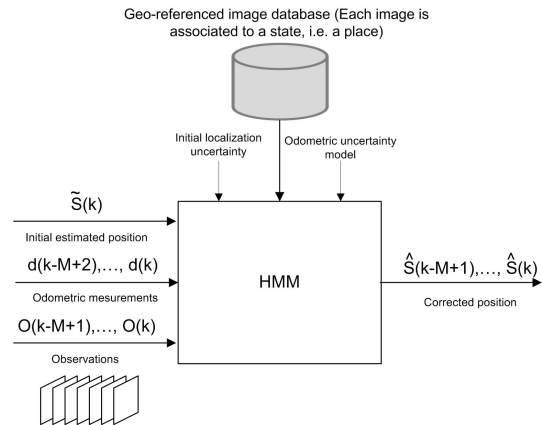 Geo-referenced image database (Each image is
associated to a state, i.e. a place)
Initial localization
uncertainty
Odometric uncertainty
model
S̃(k)
Initial estimated position
d(k-M+2),…, d(k)
Odometric mesurements
O(k-M+1),…, O(k)
Observations
HMM
Ŝ(k-M+1),…, Ŝ(k)
Corrected position